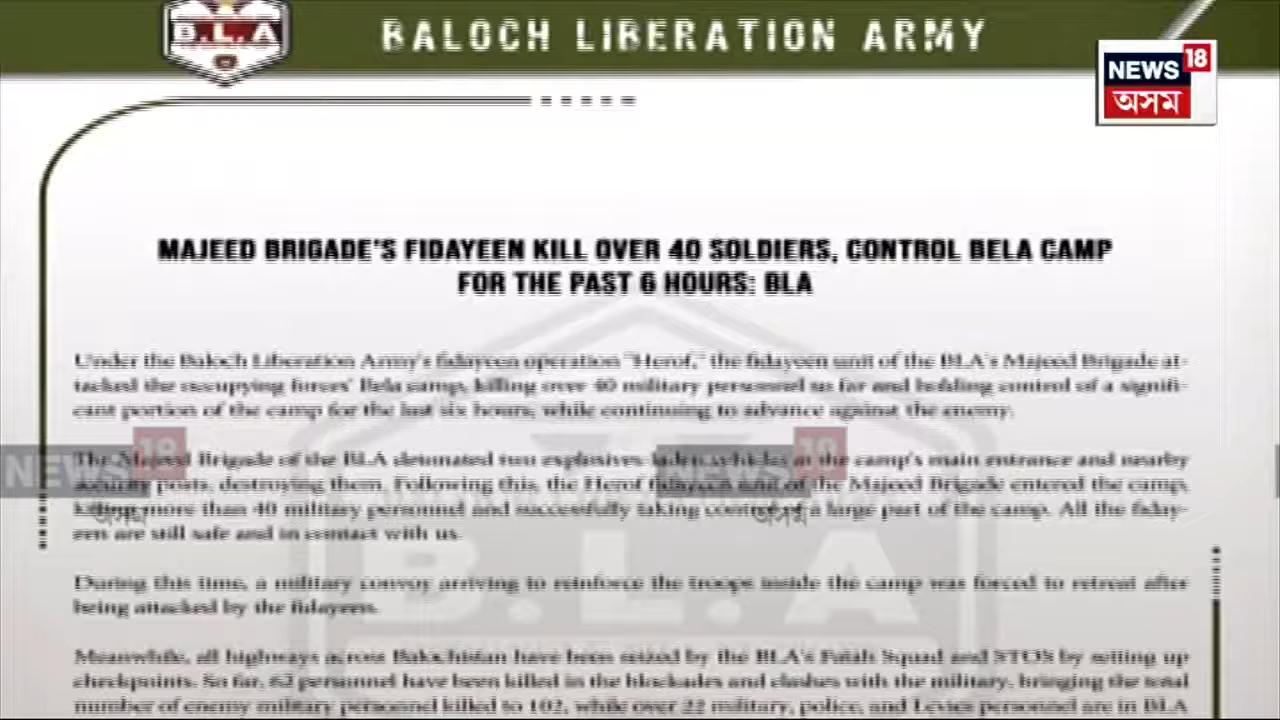 B.L.A
BALOCH LIBERATION ARMY
NEWS 18
অসম
MAJEED BRIGADE'S FIDAYEEN KILL OVER 40 SOLDIERS, CONTROL BELA CAMP
FOR THE PAST 6 HOURS: BLA
Under the Baloch Liberation Army's fidayeen operation "Herof," the fidayeen unit of the BLA's Majeed Brigade at-
tacked the occupying forces' Bela camp, killing over 40 military personnel so far and holding control of a signifi-
cant portion of the camp for the last six hours, while continuing to advance against the enemy.
The Majeed Brigade of the BLA detonated two explosives-laden vehicles at the camp's main entrance and nearby
security posts, destroying them. Following this, the Herof fidayeen unit of the Majeed Brigade entered the camp,
killing more than 40 military personnel and successfully taking control of a large part of the camp. All the fiday-
een are still safe and in contact with us.
NEWS 18
অসম
NEWS 18
অসম
During this time, a military convoy arriving to reinforce the troops inside the camp was forced to retreat after
being attacked by the fidayeen.
B.L.A
Meanwhile, all highways across Balochistan have been seized by the BLA's Fatah Squad and STOS by setting up
checkpoints. So far, 62 personnel have been killed in the blockades and clashes with the military, bringing the total
number of enemy military personnel killed to 102, while over 22 military, police, and Levies personnel are in BLA